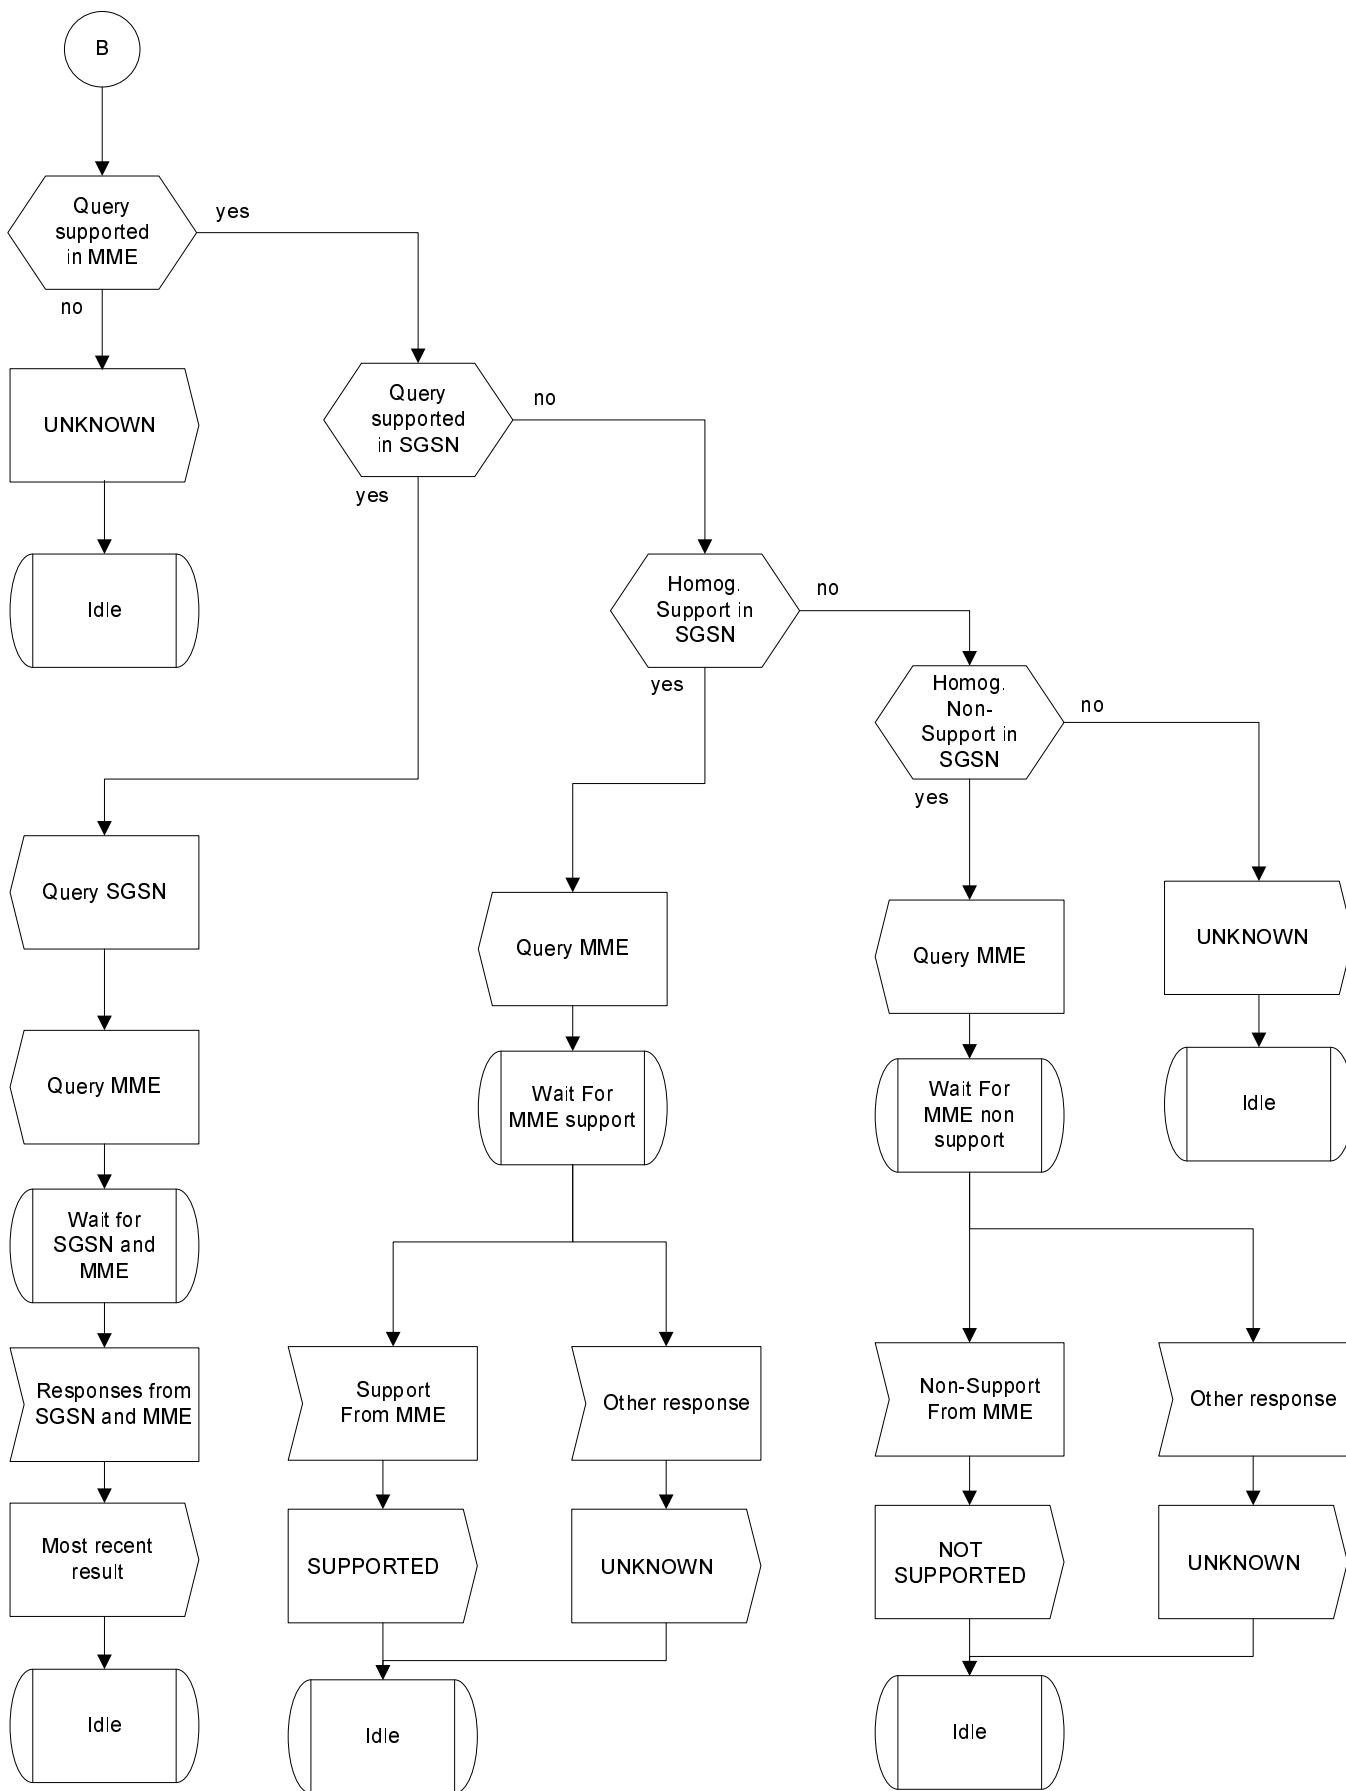 B
Query
supported
in MME
yes
no
UNKNOWN
Idle
Query
supported
in SGSN
no
yes
Homog.
Support in
SGSN
no
yes
Homog.
Non-
Support in
SGSN
no
yes
Query SGSN
Query MME
Wait for
SGSN and
MME
Responses from
SGSN and MME
Most recent
result
Idle
Query MME
Wait For
MME support
Support
From MME
Other response
SUPPORTED
UNKNOWN
Idle
Query MME
Wait For
MME non
support
Non-Support
From MME
Other response
NOT
SUPPORTED
UNKNOWN
Idle
UNKNOWN
Idle